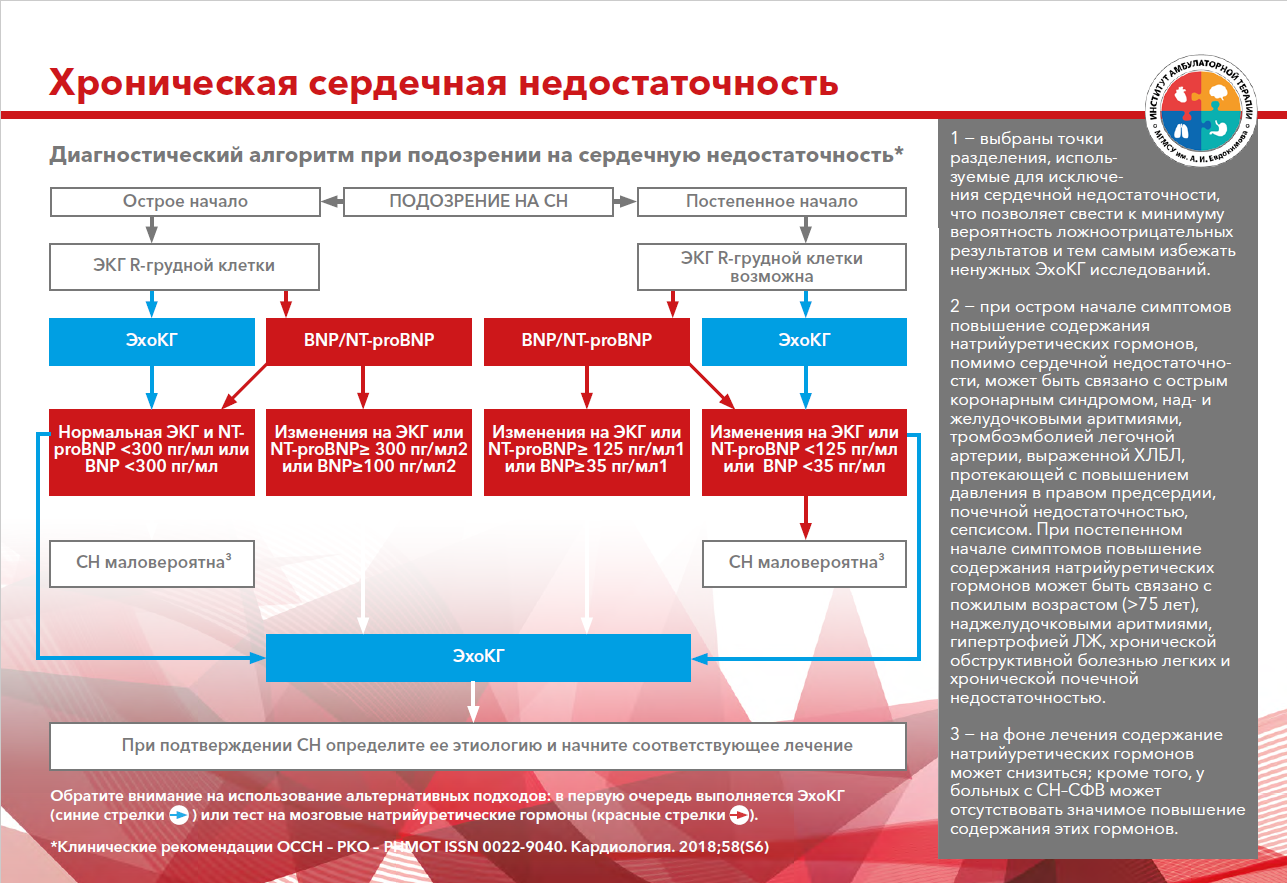 Хроническая сердечная недостаточность
ИНСТИТУТ АМБУЛАТОРНОЙ ТЕРАПИИ
МГМСУ им. А. И. Евдокимова
Диагностический алгоритм при подозрении на сердечную недостаточность*
Острое начало
ПОДОЗРЕНИЕ НА СН
Постепенное начало
ЭКГ R-грудной клетки
ЭКГ R-грудной клетки
возможна
ЭхоКГ
BNP/NT-proBNP
BNP/NT-proBNP
ЭхоКГ
Нормальная ЭКГ и NT-
proBNP <300 пг/мл или
BNP <300 пг/мл
Изменения на ЭКГ или
NT-proBNP≥ 300 пг/мл2
или BNP≥100 пг/мл2
Изменения на ЭКГ или
NT-proBNP≥ 125 пг/мл1
или BNP≥35 пг/мл1
Изменения на ЭКГ или
NT-proBNP <125 пг/мл
или BNP <35 пг/мл
СН маловероятна³
СН маловероятна³
ЭхоКГ
При подтверждении СН определите ее этиологию и начните соответствующее лечение
Обратите внимание на использование альтернативных подходов: в первую очередь выполняется ЭхоКГ
(синие стрелки ) или тест на мозговые натрийуретические гормоны (красные стрелки ).
*Клинические рекомендации ОССН – РКО – РНМОТ ISSN 0022-9040. Кардиология. 2018;58(S6)
1 – выбраны точки
разделения, исполь-
зуемые для исключе-
ния сердечной недостаточности,
что позволяет свести к минимуму
вероятность ложноотрицательных
результатов и тем самым избежать
ненужных ЭхоКГ исследований.
2 – при остром начале симптомов
повышение содержания
натрийуретических гормонов,
помимо сердечной недостаточно-
сти, может быть связано с острым
коронарным синдромом, над- и
желудочковыми аритмиями,
тромбоэмболией легочной
артерии, выраженной ХЛБЛ,
протекающей с повышением
давления в правом предсердии,
почечной недостаточностью,
сепсисом. При постепенном
начале симптомов повышение
содержания натрийуретических
гормонов может быть связано с
пожилым возрастом (>75 лет),
наджелудочковыми аритмиями,
гипертрофией ЛЖ, хронической
обструктивной болезнью легких и
хронической почечной
недостаточностью.
3 – на фоне лечения содержание
натрийуретических гормонов
может снизиться; кроме того, у
больных с СН-СФВ может
отсутствовать значимое повышение
содержания этих гормонов.